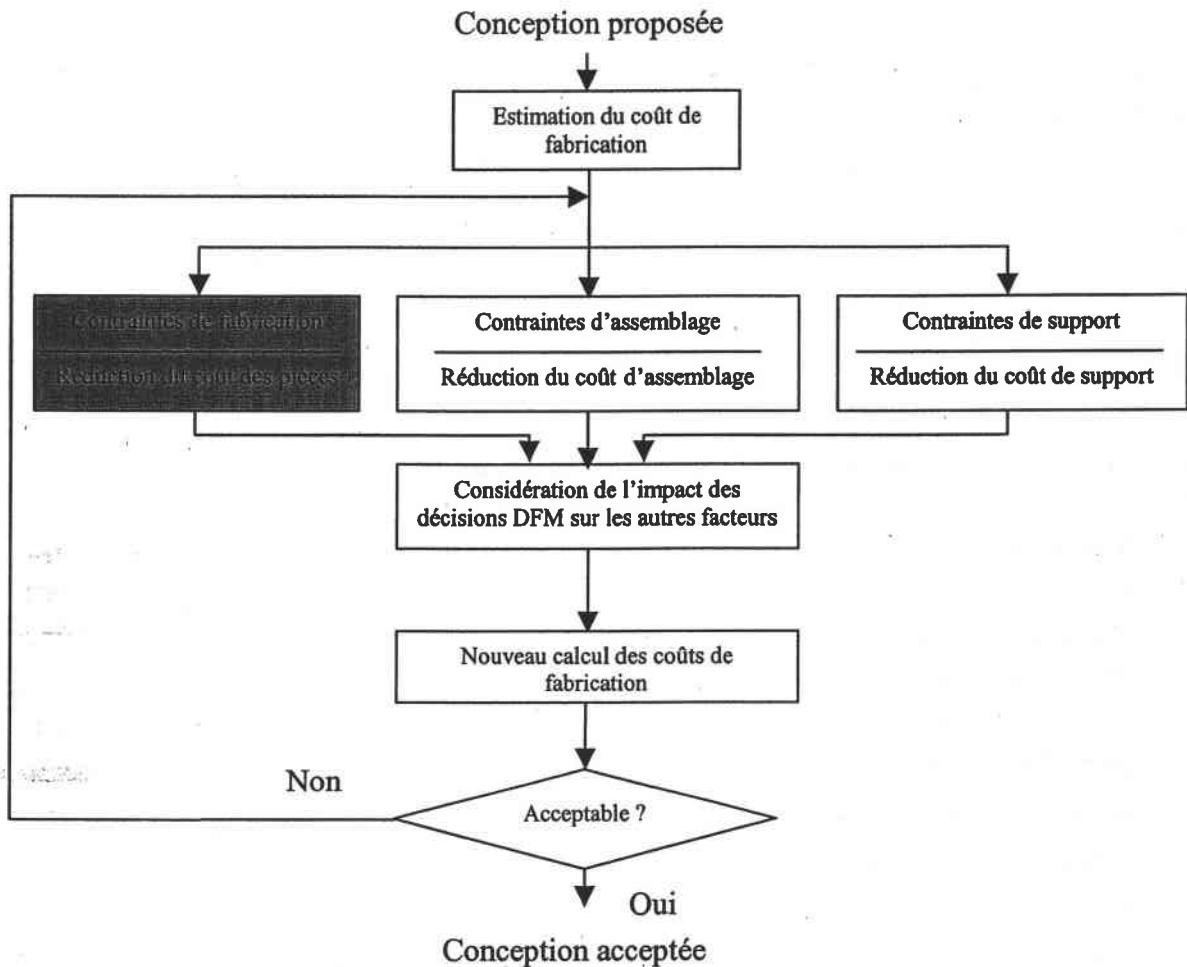 Conception proposée
Estimation du coût de
fabrication
Contraintes de fabrication
Réduction du coût des pièces
Contraintes d'assemblage
Réduction du coût d'assemblage
Contraintes de support
Réduction du coût de support
Considération de l'impact des
décisions DFM sur les autres facteurs
Nouveau calcul des coûts de
fabrication
Non
Acceptable ?
Oui
Conception acceptée